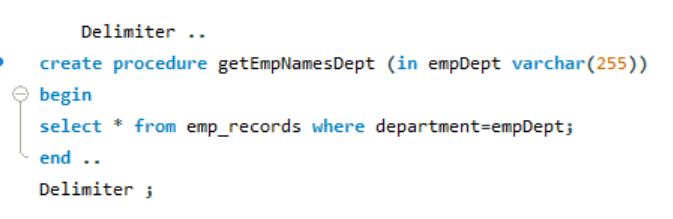 Delimiter ..
create procedure getEmpNamesDept (in empDept varchar(255))
begin
select * from emp_records where department=empDept;
end ..
Delimiter ;